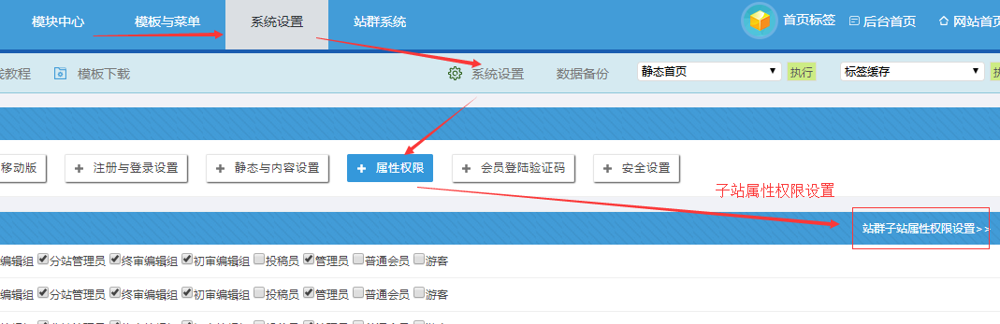 模块中心 模板与菜单 系统设置 站群系统 首页标签 后台首页 网站首页
教程 模板下载 系统设置 数据备份 静态首页 执行 标签缓存
移动版 注册与登录设置 静态与内容设置 属性权限 会员登陆验证码 安全设置
子站属性权限设置
站群子站属性权限设置>>
编辑组 分站管理员 终审编辑组 初审编辑组 投稿员 管理员 普通会员 游客
编辑组 分站管理员 终审编辑组 初审编辑组 投稿员 管理员 普通会员 游客